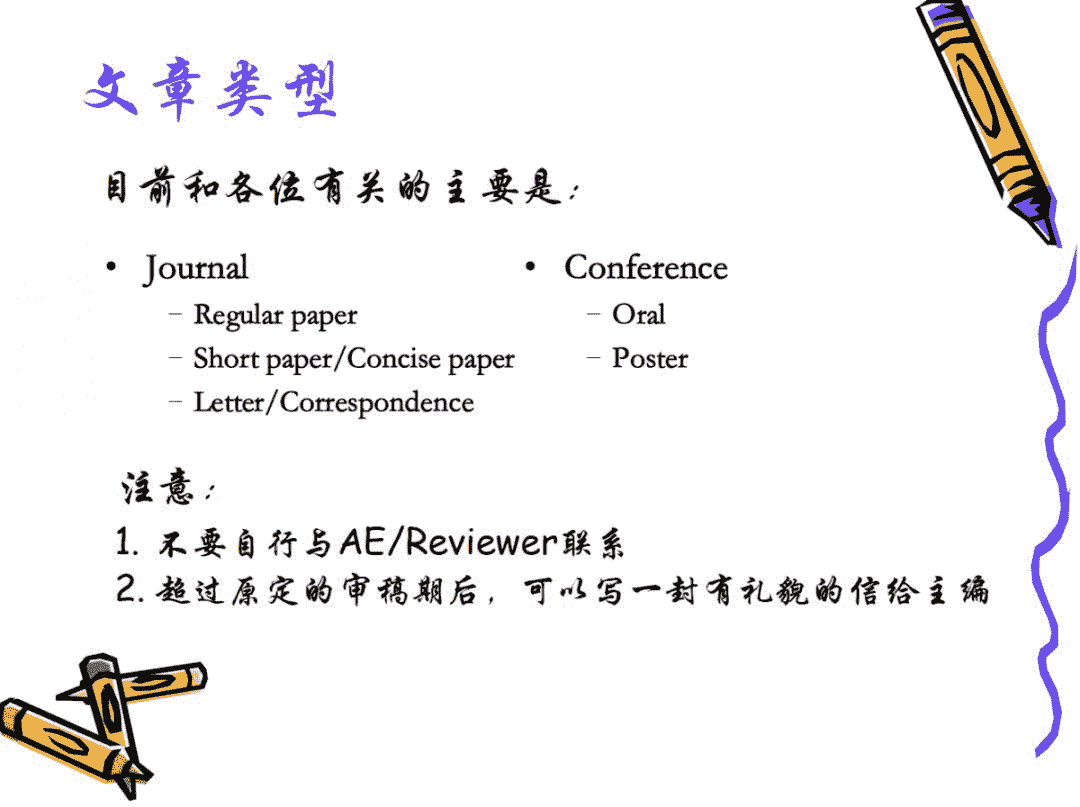 文章类型
目前和各位有关的主要是：
• Journal
– Regular paper
– Short paper/Concise paper
– Letter/Correspondence
• Conference
– Oral
– Poster
注意：
1. 不要自行与AE/Reviewer联系
2. 超过原定的审稿期后，可以写一封有礼貌的信给主编